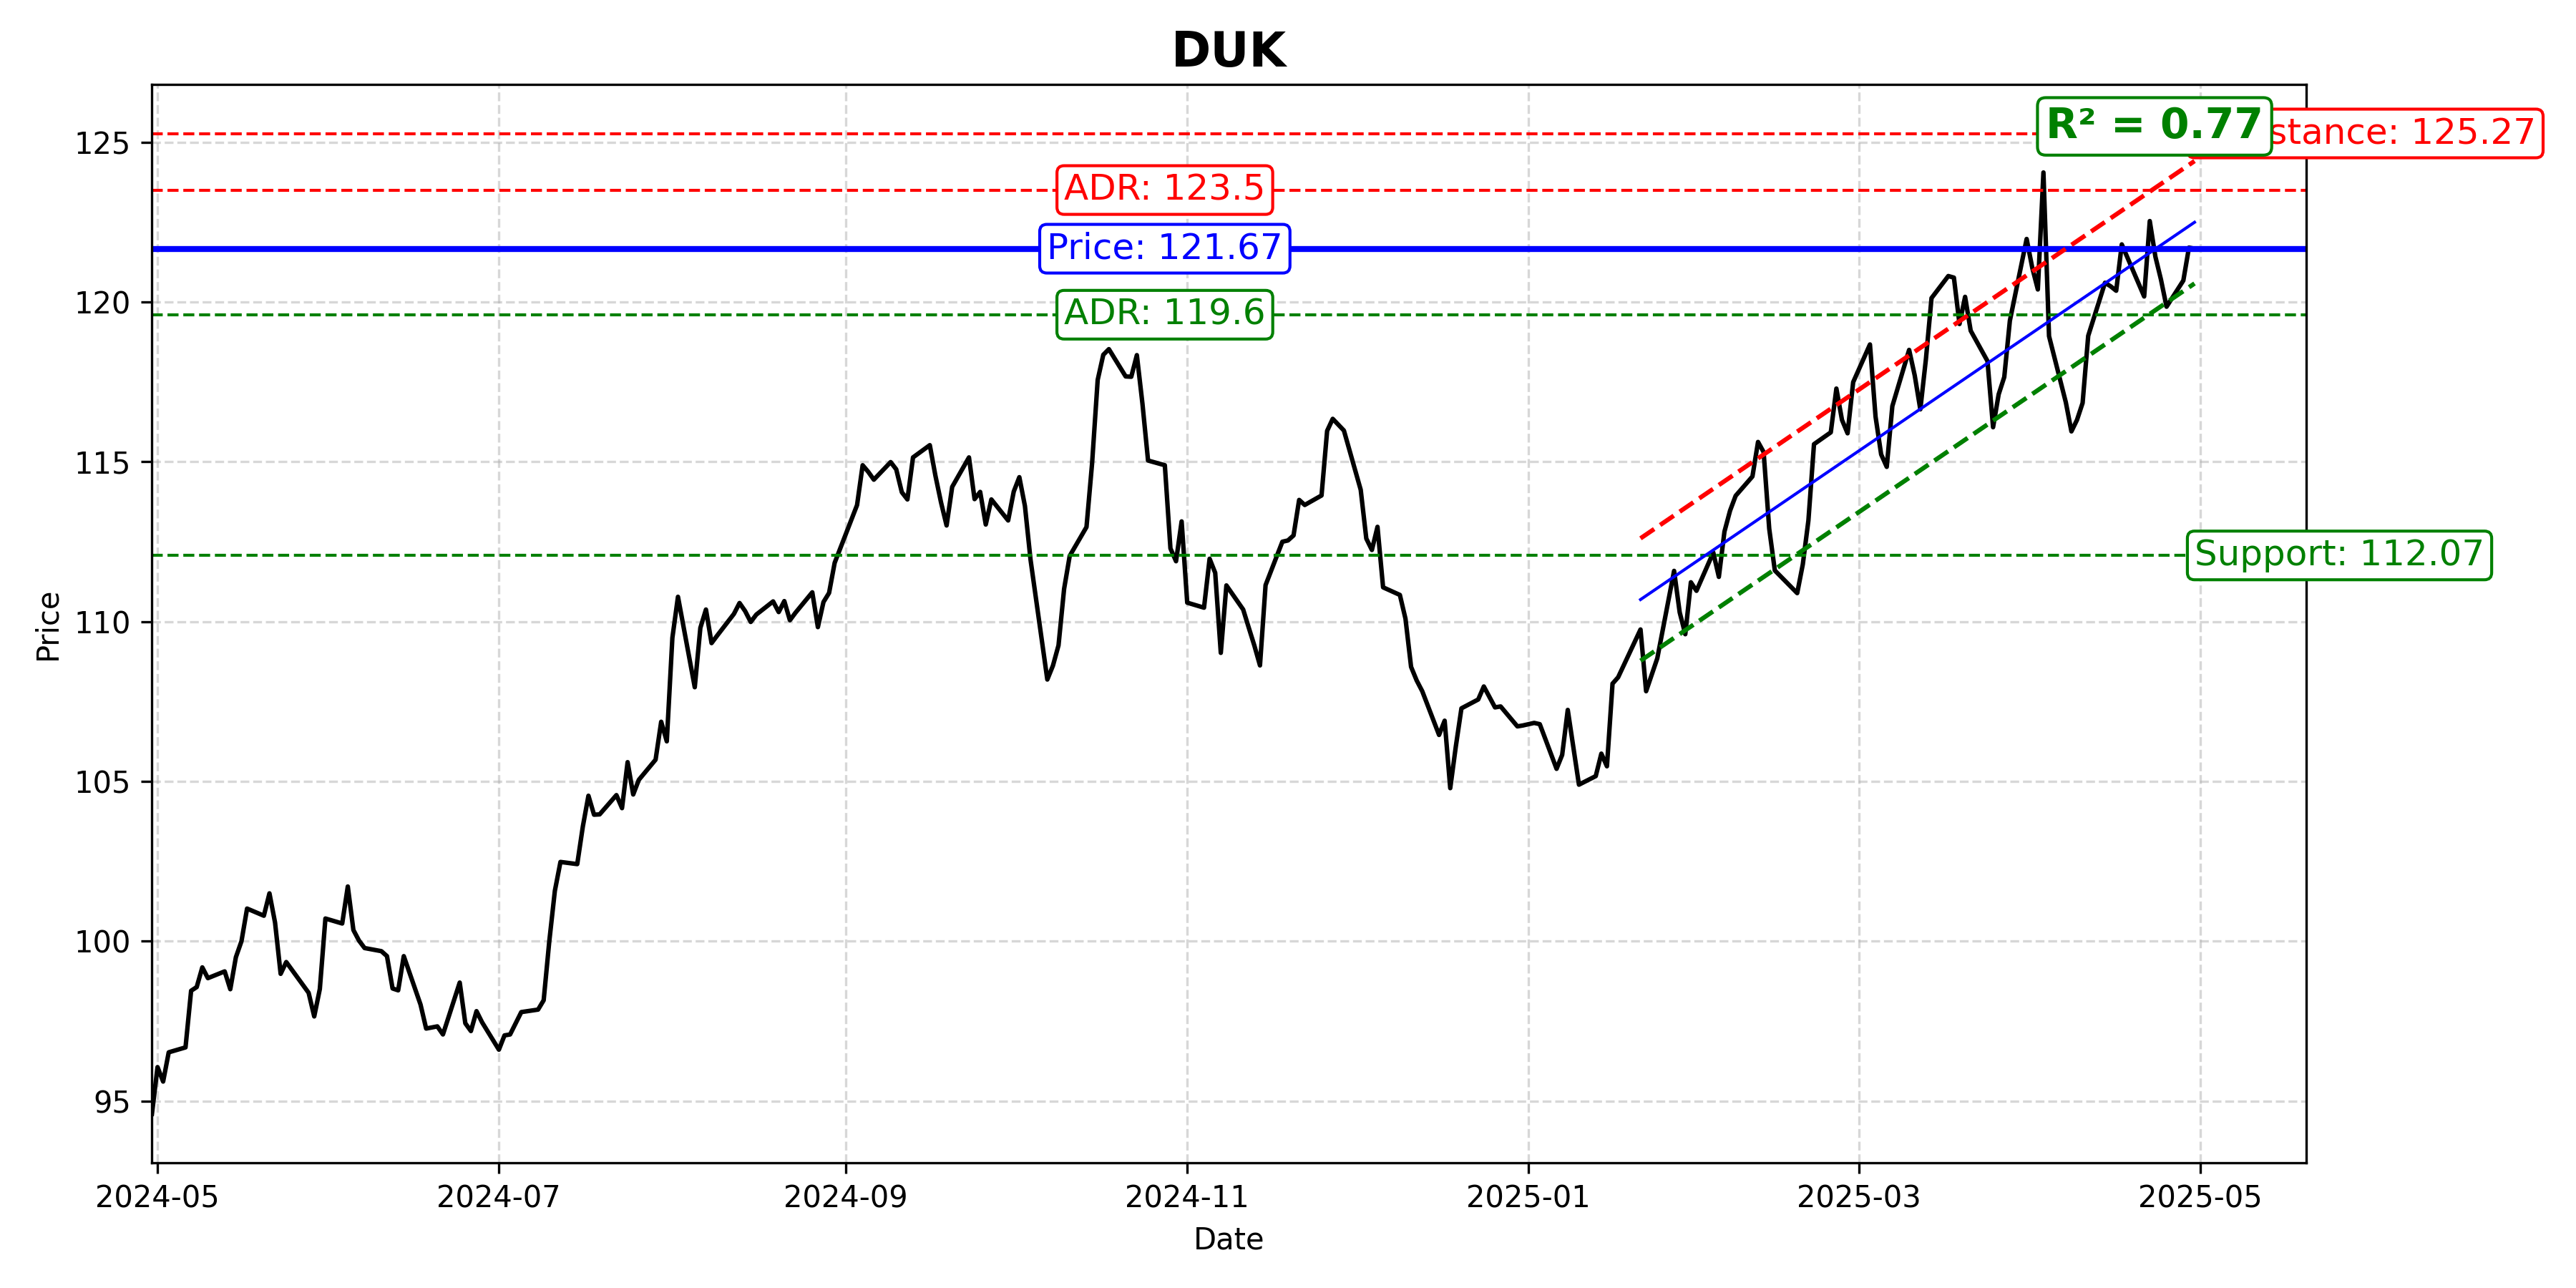 DUK
R² = 0.77
stance: 125.27
ADR: 123.5
Price: 121.67
ADR: 119.6
Support: 112.07
Price
125
120
115
110
105
100
95
2024-05
2024-07
2024-09
2024-11
2025-01
2025-03
2025-05
Date